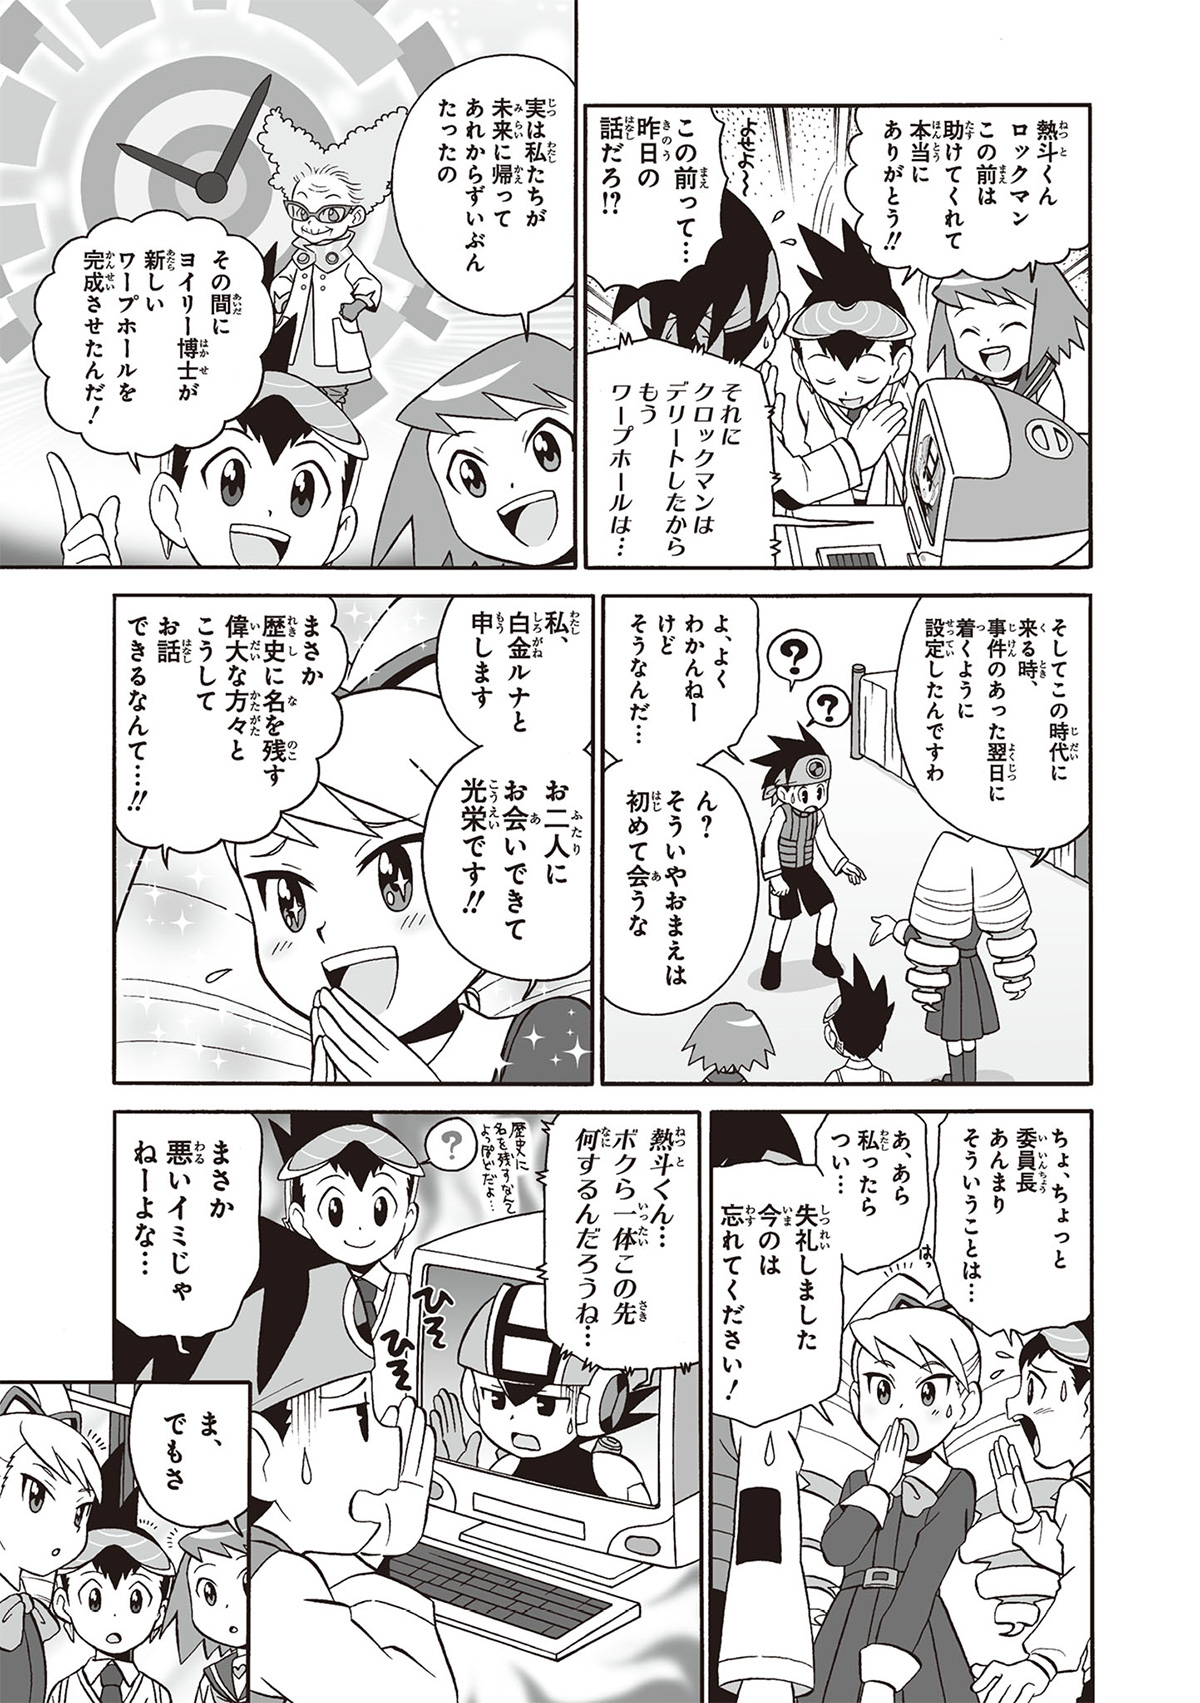 熱斗くん
ロックマン
この前は
助けてくれて
本当に
ありがとう!!
よせよ〜
この前って…
昨日の
話だろ!?
それに
クロックマンは
デリートしたから
もう
ワープホールは…
実は私たちが
未来に帰って
あれからずいぶん
たったの
その間に
ヨイリー博士が
新しい
ワープホールを
完成させたんだ!
そしてこの時代に
来る時、
事件のあった翌日に
着くように
設定したんですわ
?
?
よ、よく
わかんねー
けど
そうなんだ…
ん?
そういやおまえは
初めて会うな
私、
白金ルナと
申します
お二人に
お会いできて
光栄です!!
まさか
歴史に名を残す
偉大な方々と
こうして
お話
できるなんて……!!
ちょ、ちょっと
委員長
あんまり
そういうことは…
はっ
あ、あら
私ったら
つい…
失礼しました
今のは
忘れてください!
熱斗くん…
ボクら一体この先
何するんだろうね…
歴史に
名を残すなんて
よっぽどだよ…
?
ひそ
ひそ
まさか
悪いイミじゃ
ねーよな…
ま、
でもさ